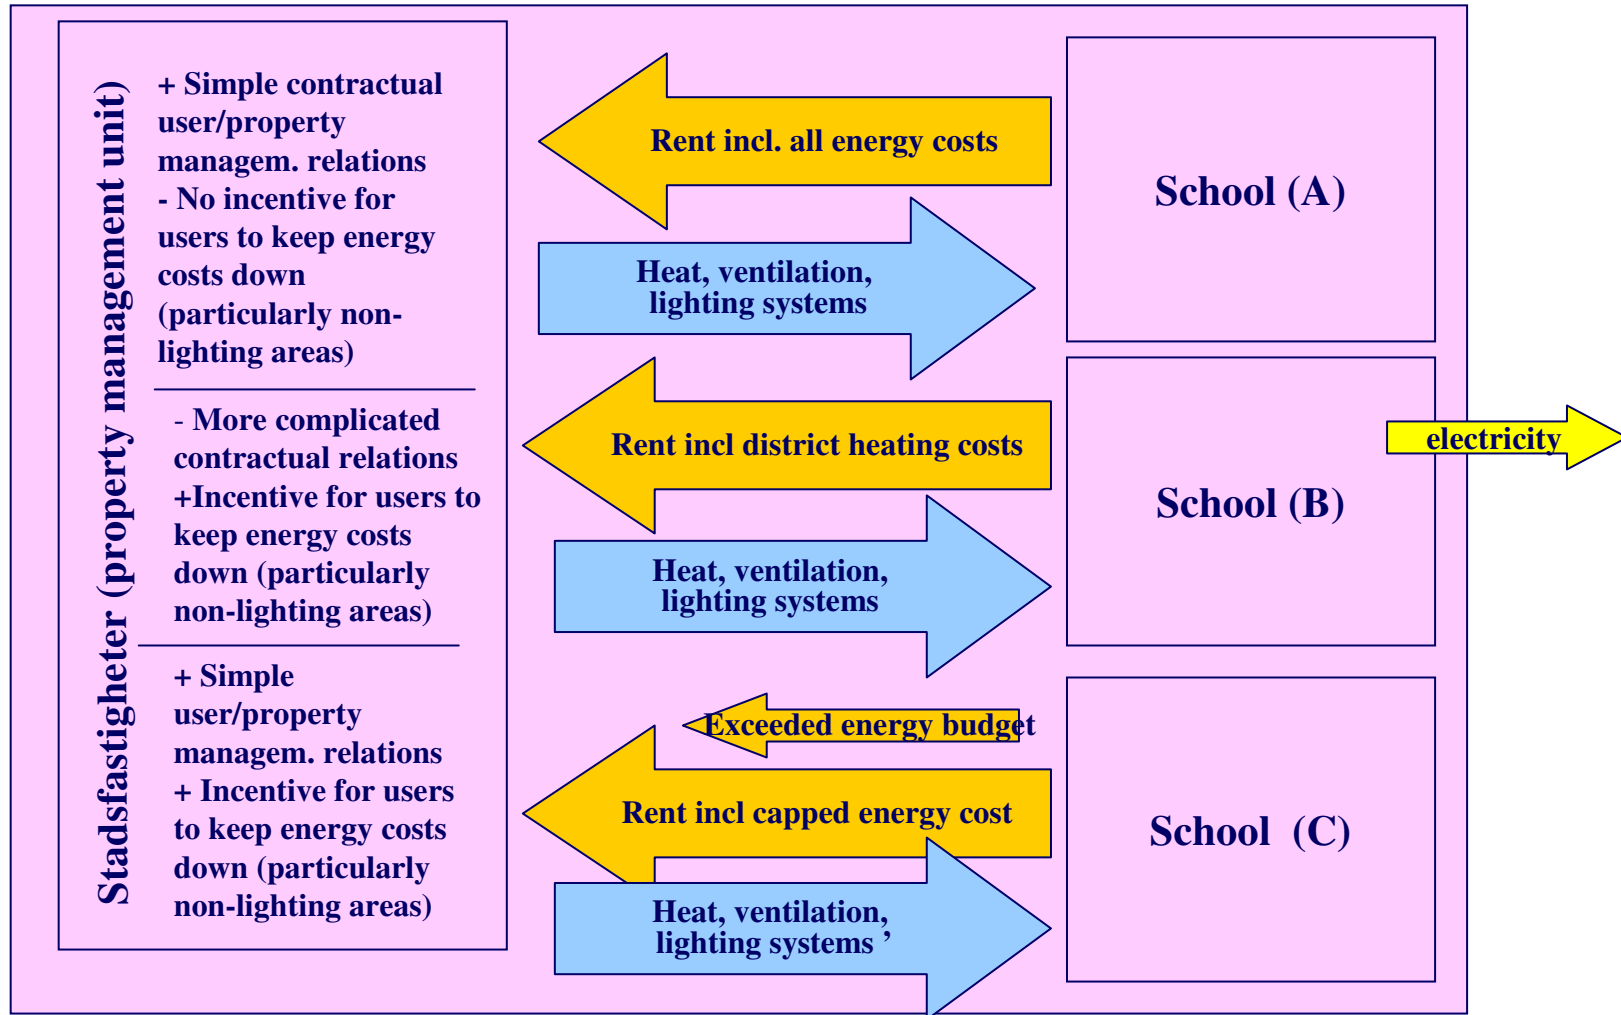 Stadsfastigheter (property management unit)
+ Simple contractual
user/property
managem. relations
- No incentive for
users to keep energy
costs down
(particularly non-
lighting areas)
- More complicated
contractual relations
+Incentive for users to
keep energy costs
down (particularly
non-lighting areas)
+ Simple
user/property
managem. relations
+ Incentive for users
to keep energy costs
down (particularly
non-lighting areas)
Rent incl. all energy costs
Heat, ventilation,
lighting systems
School (A)
Rent incl district heating costs
Heat, ventilation,
lighting systems
School (B)
electricity
Exceeded energy budget
Rent incl capped energy cost
Heat, ventilation,
lighting systems ’
School (C)